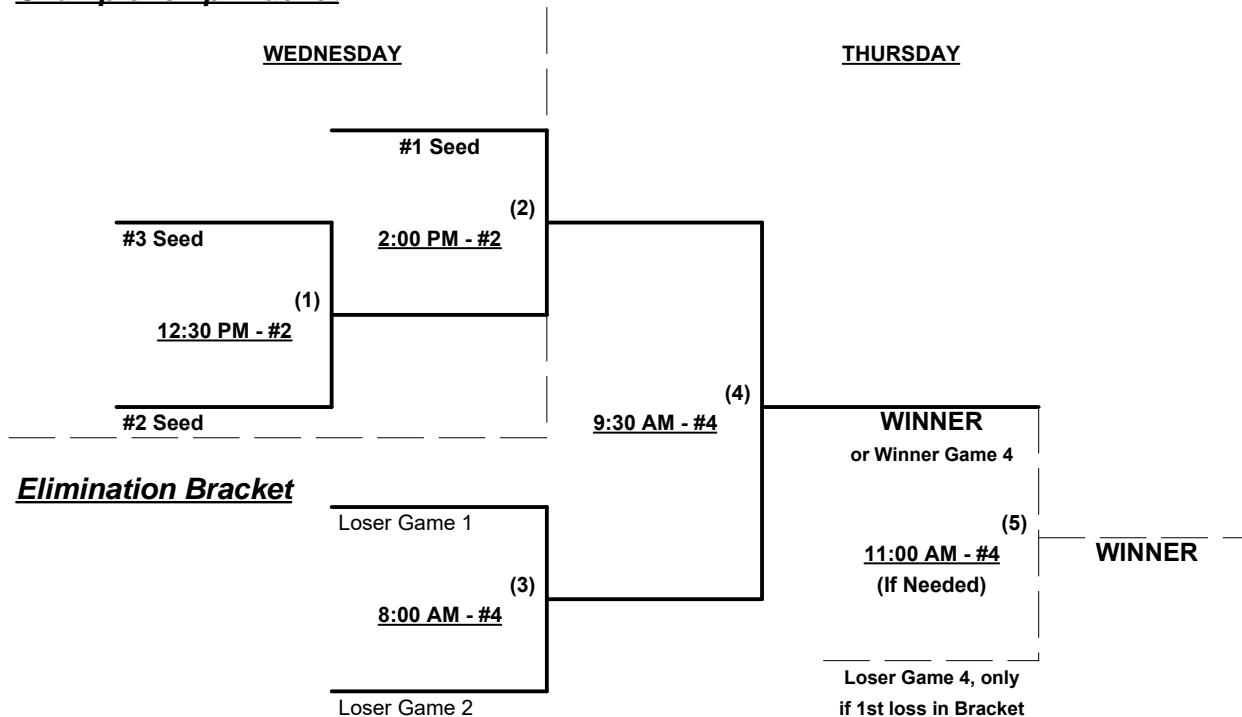 WEDNESDAY
THURSDAY
#1 Seed
(2)
2:00 PM - #2
#3 Seed
(1)
12:30 PM - #2
#2 Seed
(4)
9:30 AM - #4
WINNER
or Winner Game 4
Elimination Bracket
Loser Game 1
(5)
11:00 AM - #4
(If Needed)
WINNER
(3)
8:00 AM - #4
Loser Game 2
Loser Game 4, only
if 1st loss in Bracket